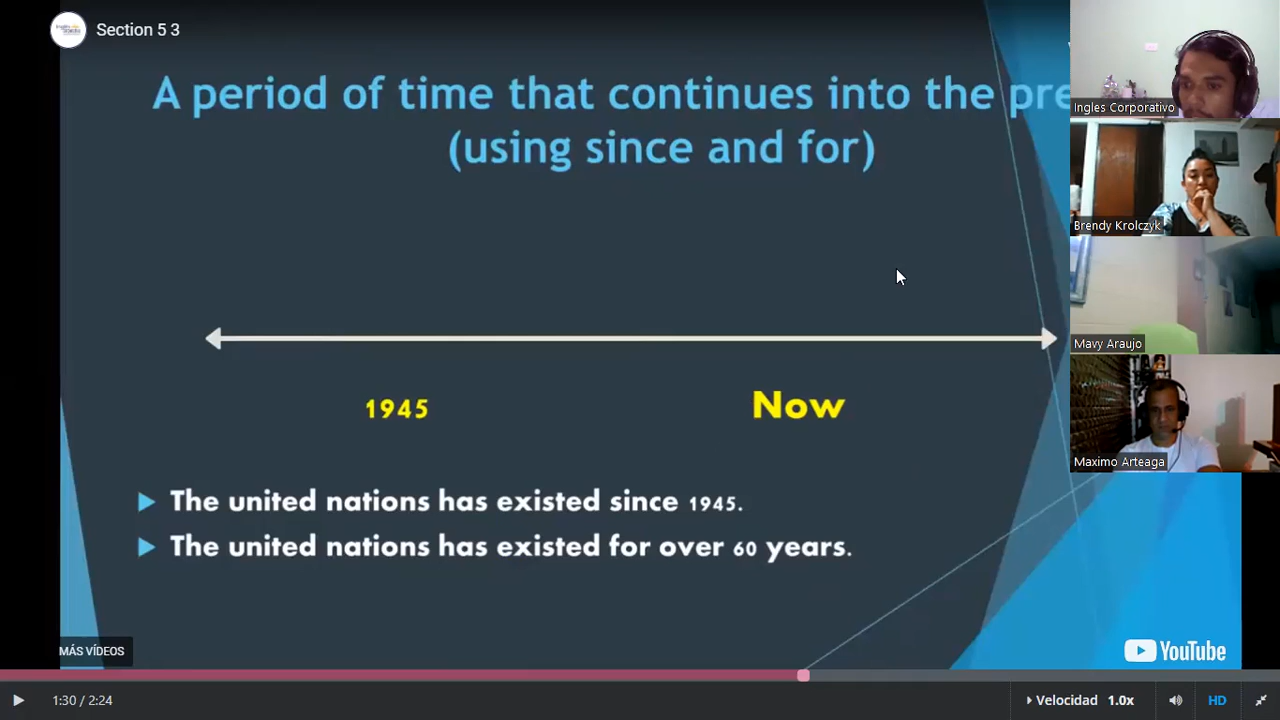 Section 5 3
A period of time that continues into the pre
(using since and for)
1945
Now
The united nations has existed since 1945.
The united nations has existed for over 60 years.
MÁS VÍDEOS
YouTube
1:30 / 2:24
Velocidad 1.0x
HD
Ingles Corporativo
Brendy Krolczyk
Mavy Araujo
Maximo Arteaga